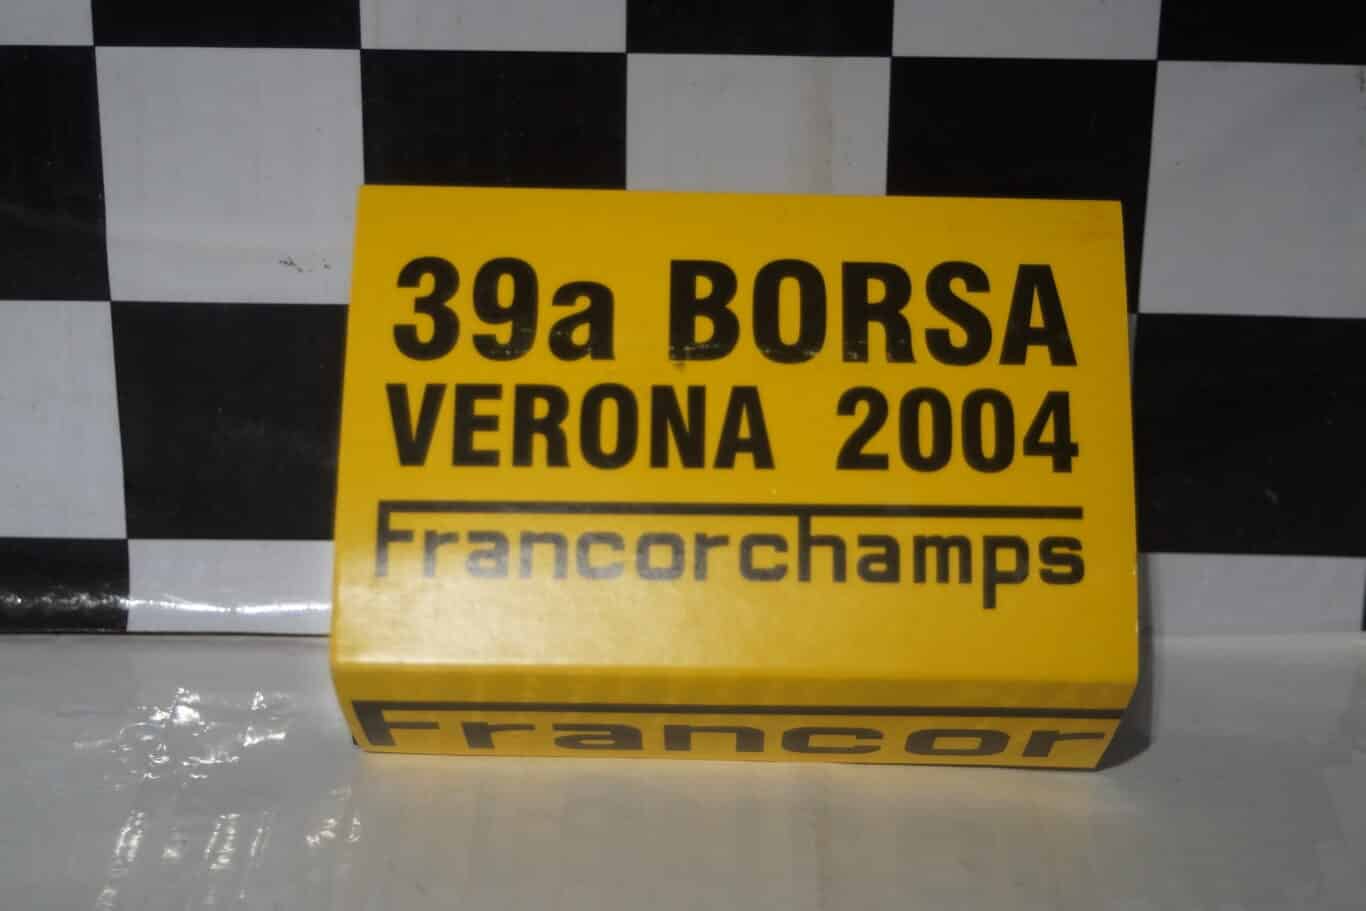 39a BORSA
VERONA 2004
Francorchamps
Francor